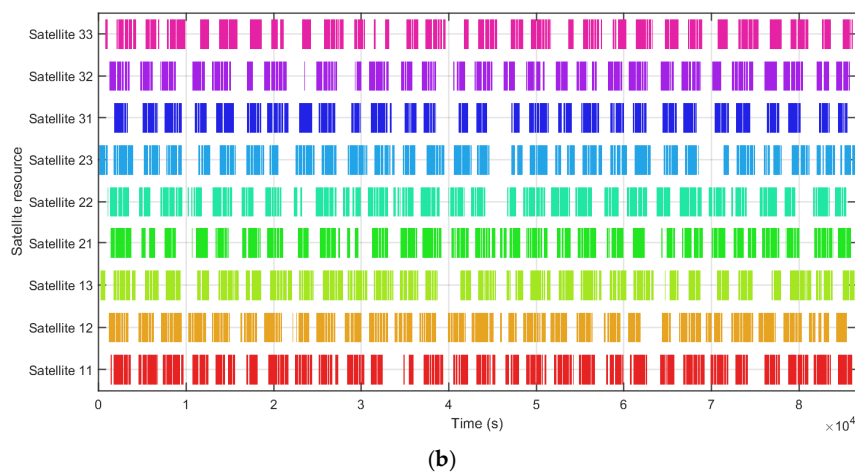 Satellite resource
Satellite 33
Satellite 32
Satellite 31
Satellite 23
Satellite 22
Satellite 21
Satellite 13
Satellite 12
Satellite 11
0 1 2 3 4 5 6 7 8
Time (s)
×10⁴
(b)